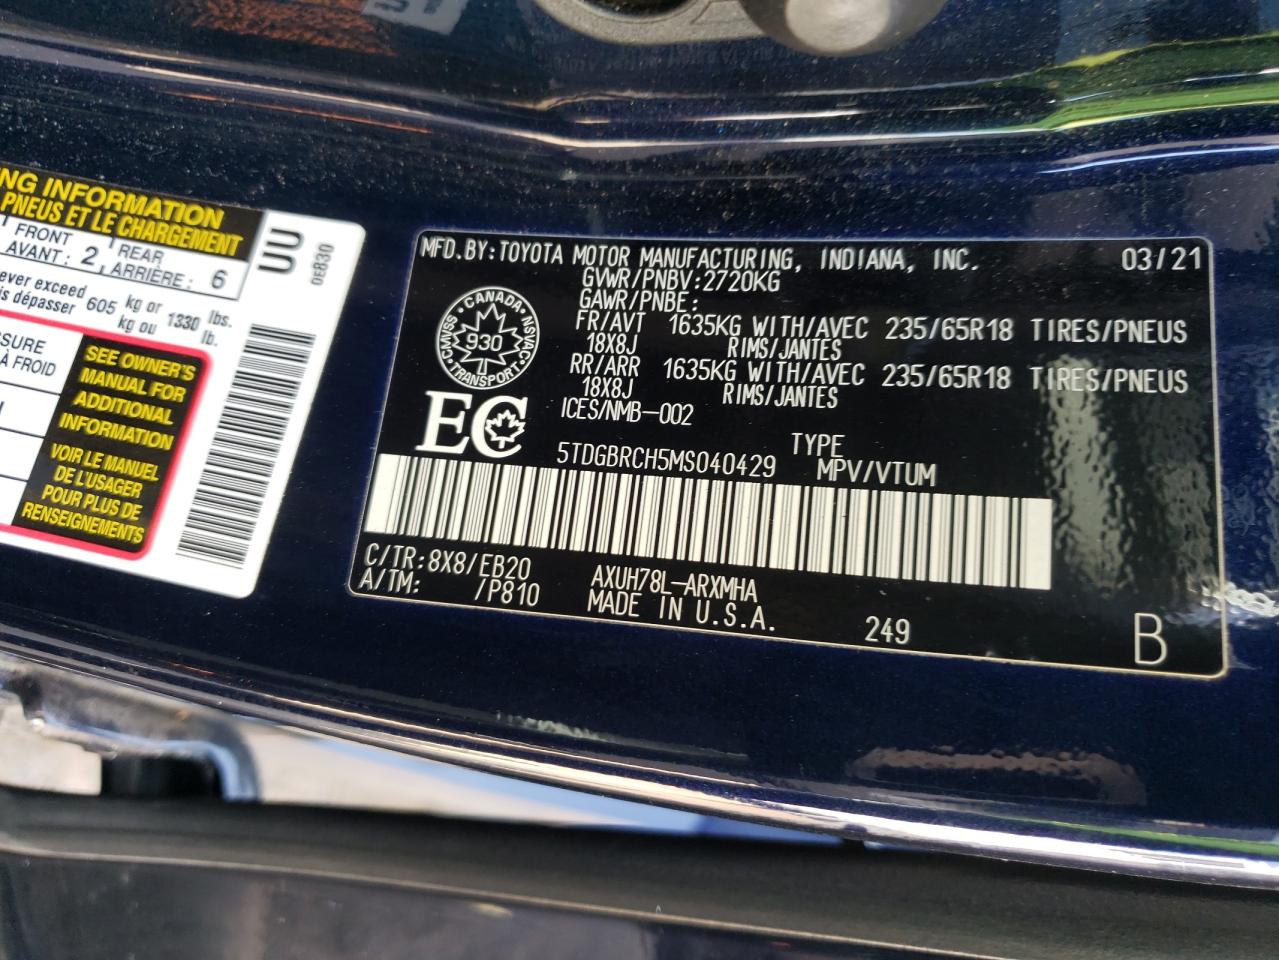 NG INFORMATION
PNEUS ET LE CHARGEMENT
FRONT
AVANT : 2, REAR
ARRIÈRE : 6
ever exceed
is dépasser 605 kg or
kg ou 1330 lbs.
lb.
SSURE
À FROID
SEE OWNER'S
MANUAL FOR
ADDITIONAL
INFORMATION
VOIR LE MANUEL
DE L'USAGER
POUR PLUS DE
RENSEIGNEMENTS
UU
0E830
MFD.BY:TOYOTA MOTOR MANUFACTURING, INDIANA, INC. 03/21
GVWR/PNBV:2720KG
GAWR/PNBE:
FR/AVT 1635KG WITH/AVEC 235/65R18 TIRES/PNEUS
18X8J RIMS/JANTES
RR/ARR 1635KG WITH/AVEC 235/65R18 TIRES/PNEUS
18X8J RIMS/JANTES
ICES/NMB-002
CANADA
930
TRANSPORT
CMVSS
NSVAC
EC
5TDGBRCH5MS040429 TYPE
MPV/VTUM
C/TR:8X8/EB20 AXUH78L-ARXMHA
A/TM: /P810 MADE IN U.S.A. 249 B